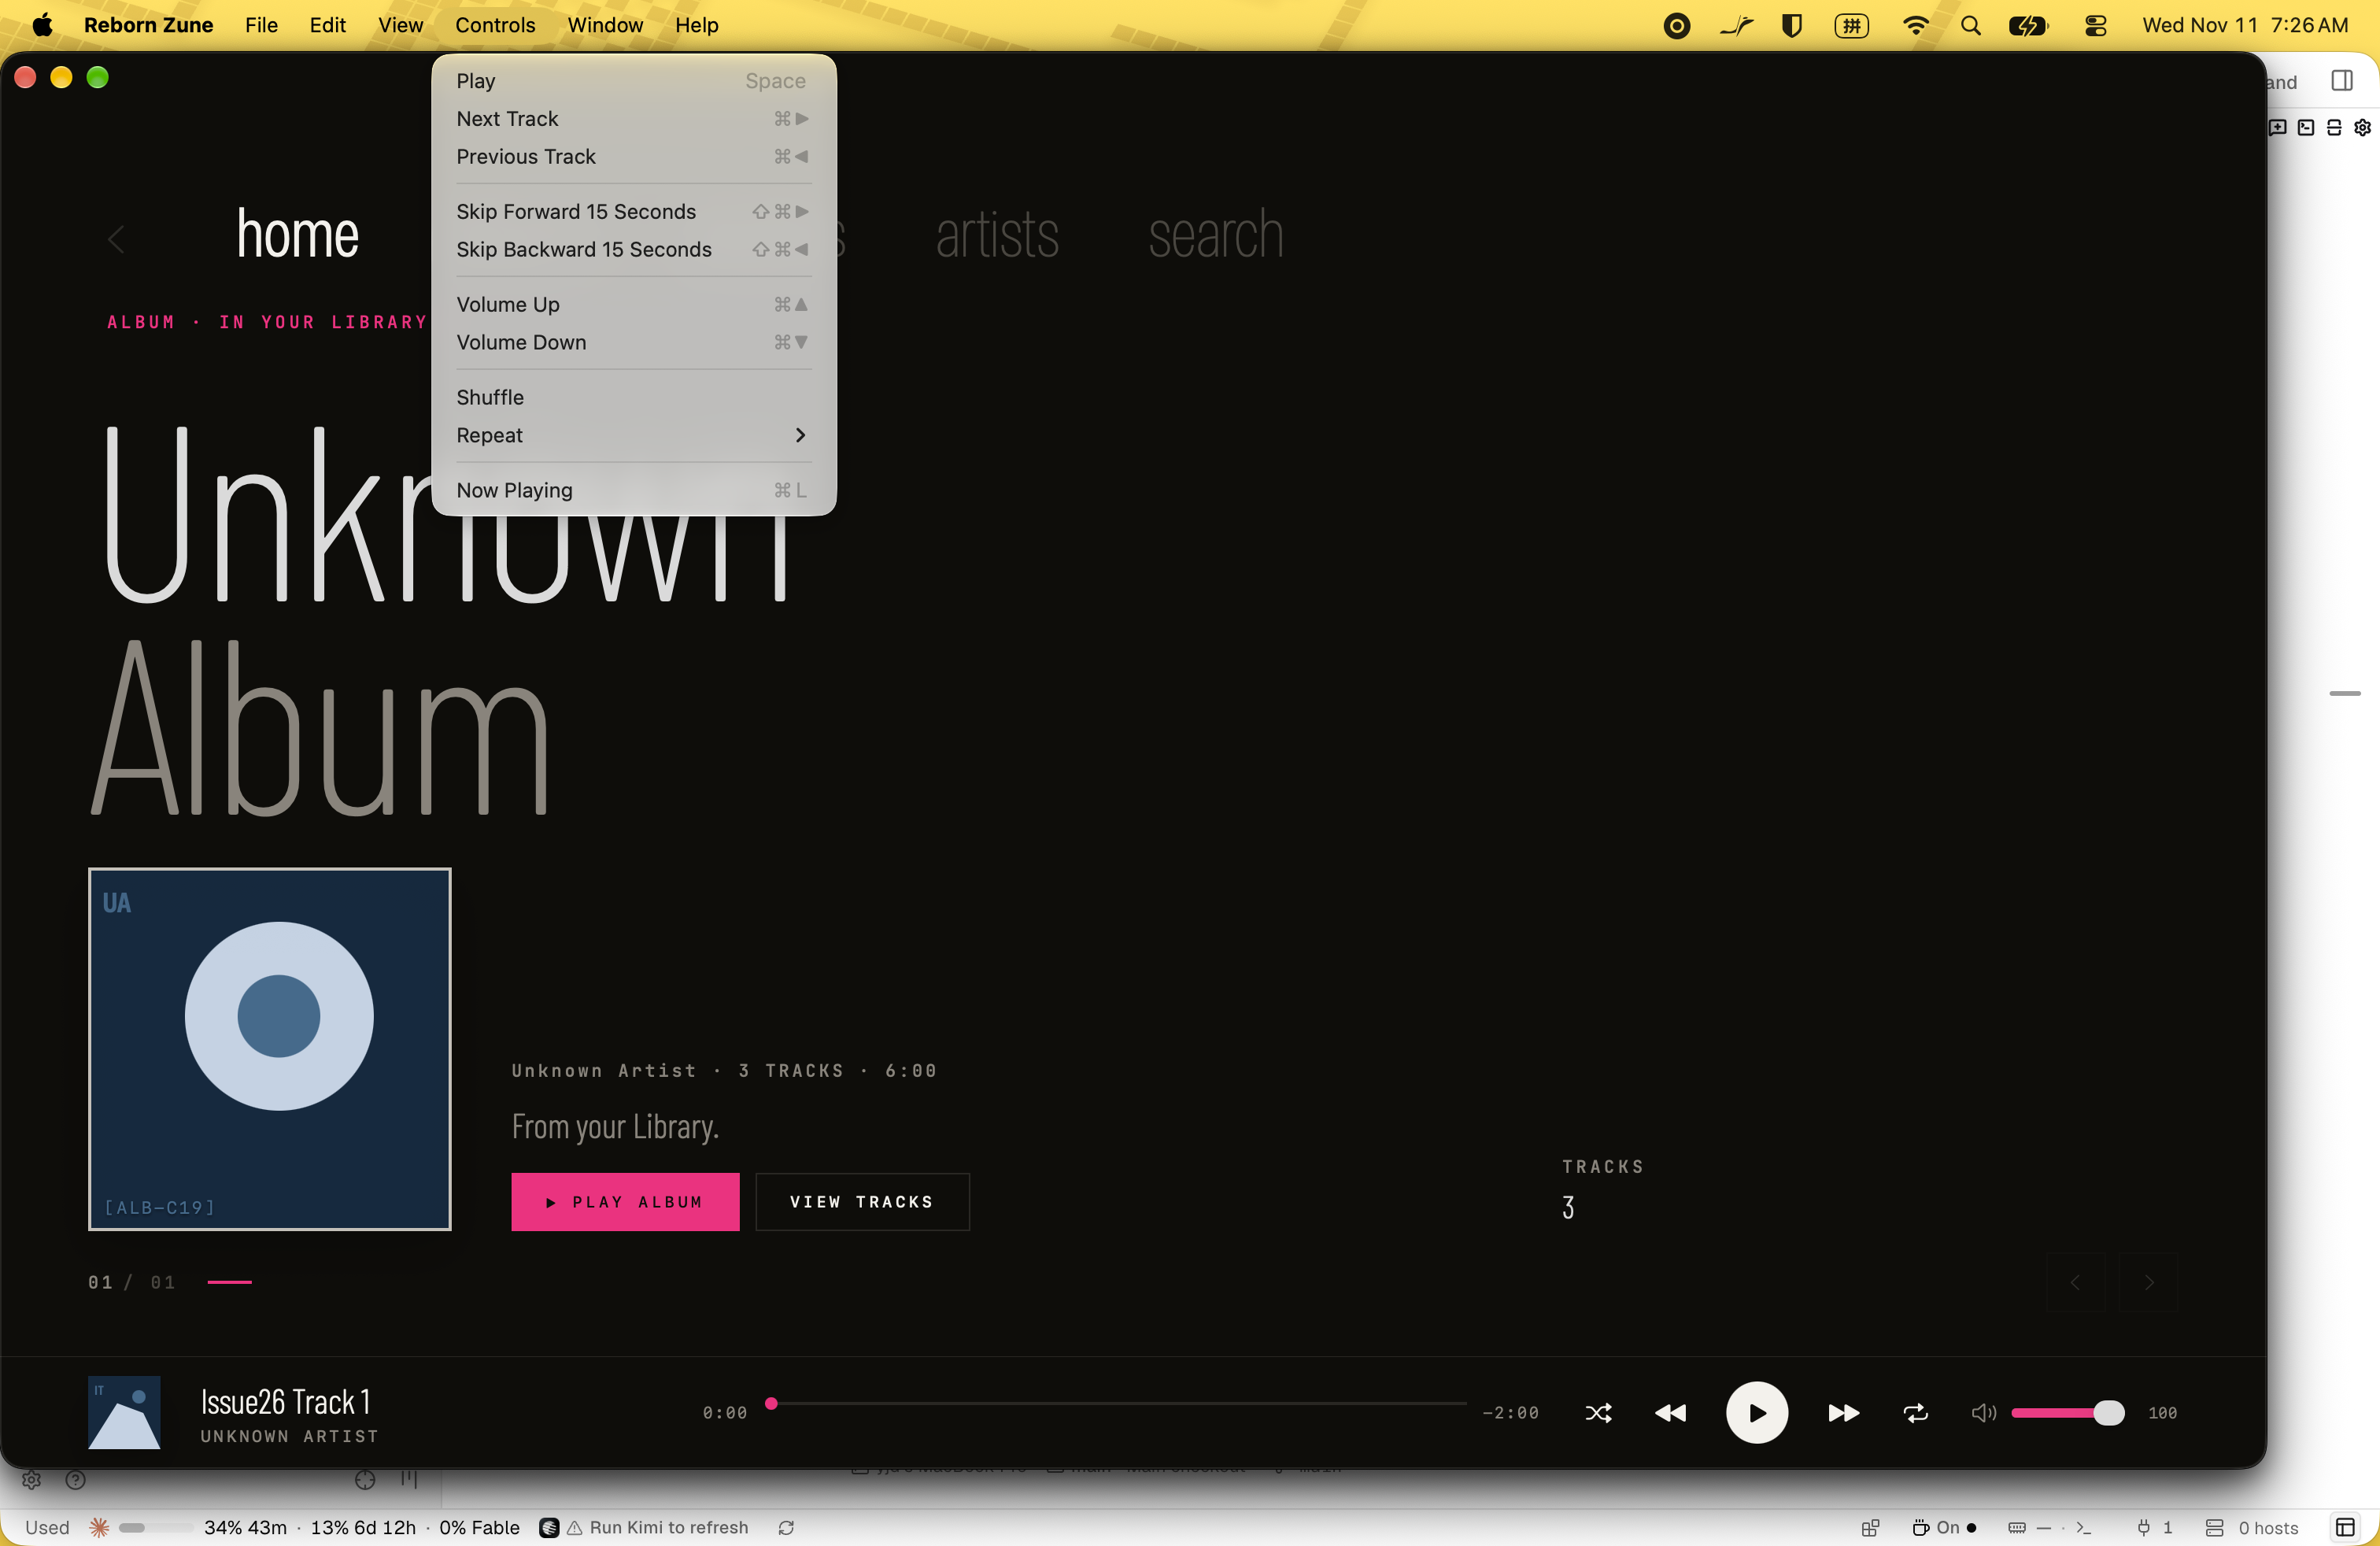 Reborn Zune File Edit View Controls Window Help 拼 Wed Nov 11 7:26 AM
and
Play Space
Next Track ⌘▶
Previous Track ⌘◀
Skip Forward 15 Seconds ⇧⌘▶
Skip Backward 15 Seconds ⇧⌘◀
Volume Up ⌘▲
Volume Down ⌘▼
Shuffle
Repeat
Now Playing ⌘L
home artists search
ALBUM · IN YOUR LIBRARY
Unknown
Album
UA
[ALB-C19]
Unknown Artist · 3 TRACKS · 6:00
From your Library.
▶ PLAY ALBUM VIEW TRACKS
TRACKS
3
01 / 01
IT
Issue26 Track 1
UNKNOWN ARTIST
0:00 -2:00 100
Used 34% 43m · 13% 6d 12h · 0% Fable Run Kimi to refresh On 1 0 hosts